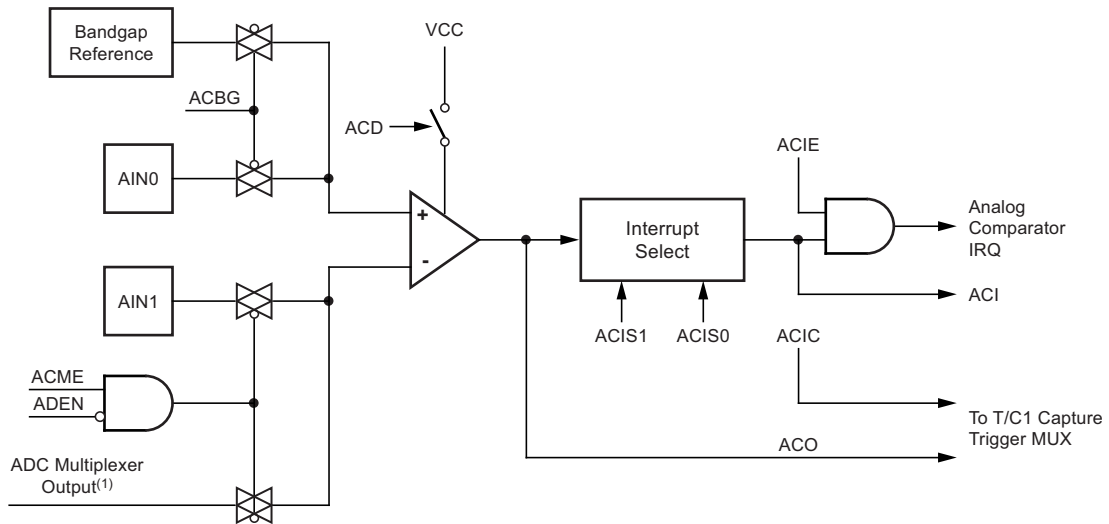 Bandgap
Reference
VCC
ACBG
ACD
AIN0
ACIE
+
Interrupt
Select
Analog
Comparator
IRQ
-
AIN1
ACI
ACIS1
ACIS0
ACIC
ACME
ADEN
To T/C1 Capture
Trigger MUX
ACO
ADC Multiplexer
Output(1)